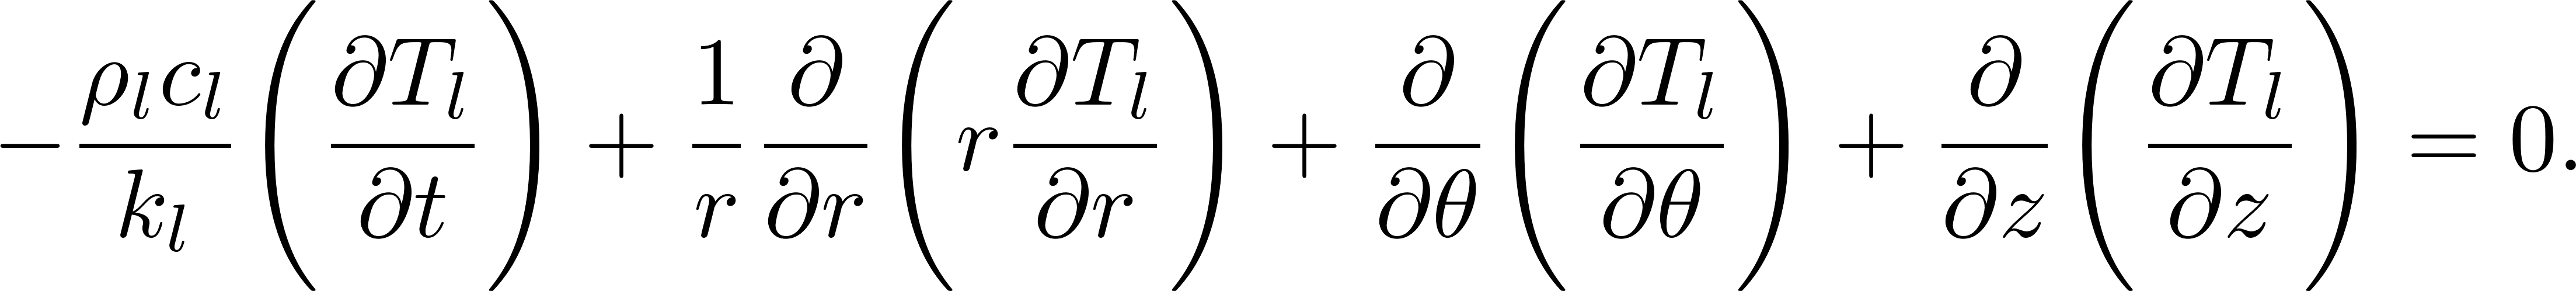 $-\frac{\rho_l c_l}{k_l}\left(\frac{\partial T_l}{\partial t}\right)+\frac{1}{r}\frac{\partial}{\partial r}\left(r\frac{\partial T_l}{\partial r}\right)+\frac{\partial}{\partial \theta}\left(\frac{\partial T_l}{\partial \theta}\right)+\frac{\partial}{\partial z}\left(\frac{\partial T_l}{\partial z}\right)=0.$